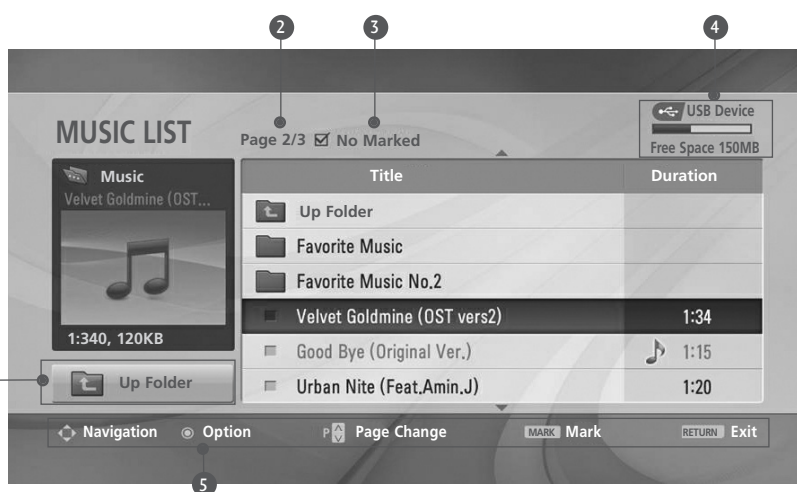 2 3 4
USB Device
MUSIC LIST
Page 2/3 No Marked
Free Space 150MB
Music
Title Duration
Velvet Goldmine (OST...
Up Folder
Favorite Music
Favorite Music No.2
Velvet Goldmine (OST vers2) 1:34
1:340, 120KB
Good Bye (Original Ver.) 1:15
Up Folder
Urban Nite (Feat.Amin.J) 1:20
Navigation Option P Page Change MARK Mark RETURN Exit
5